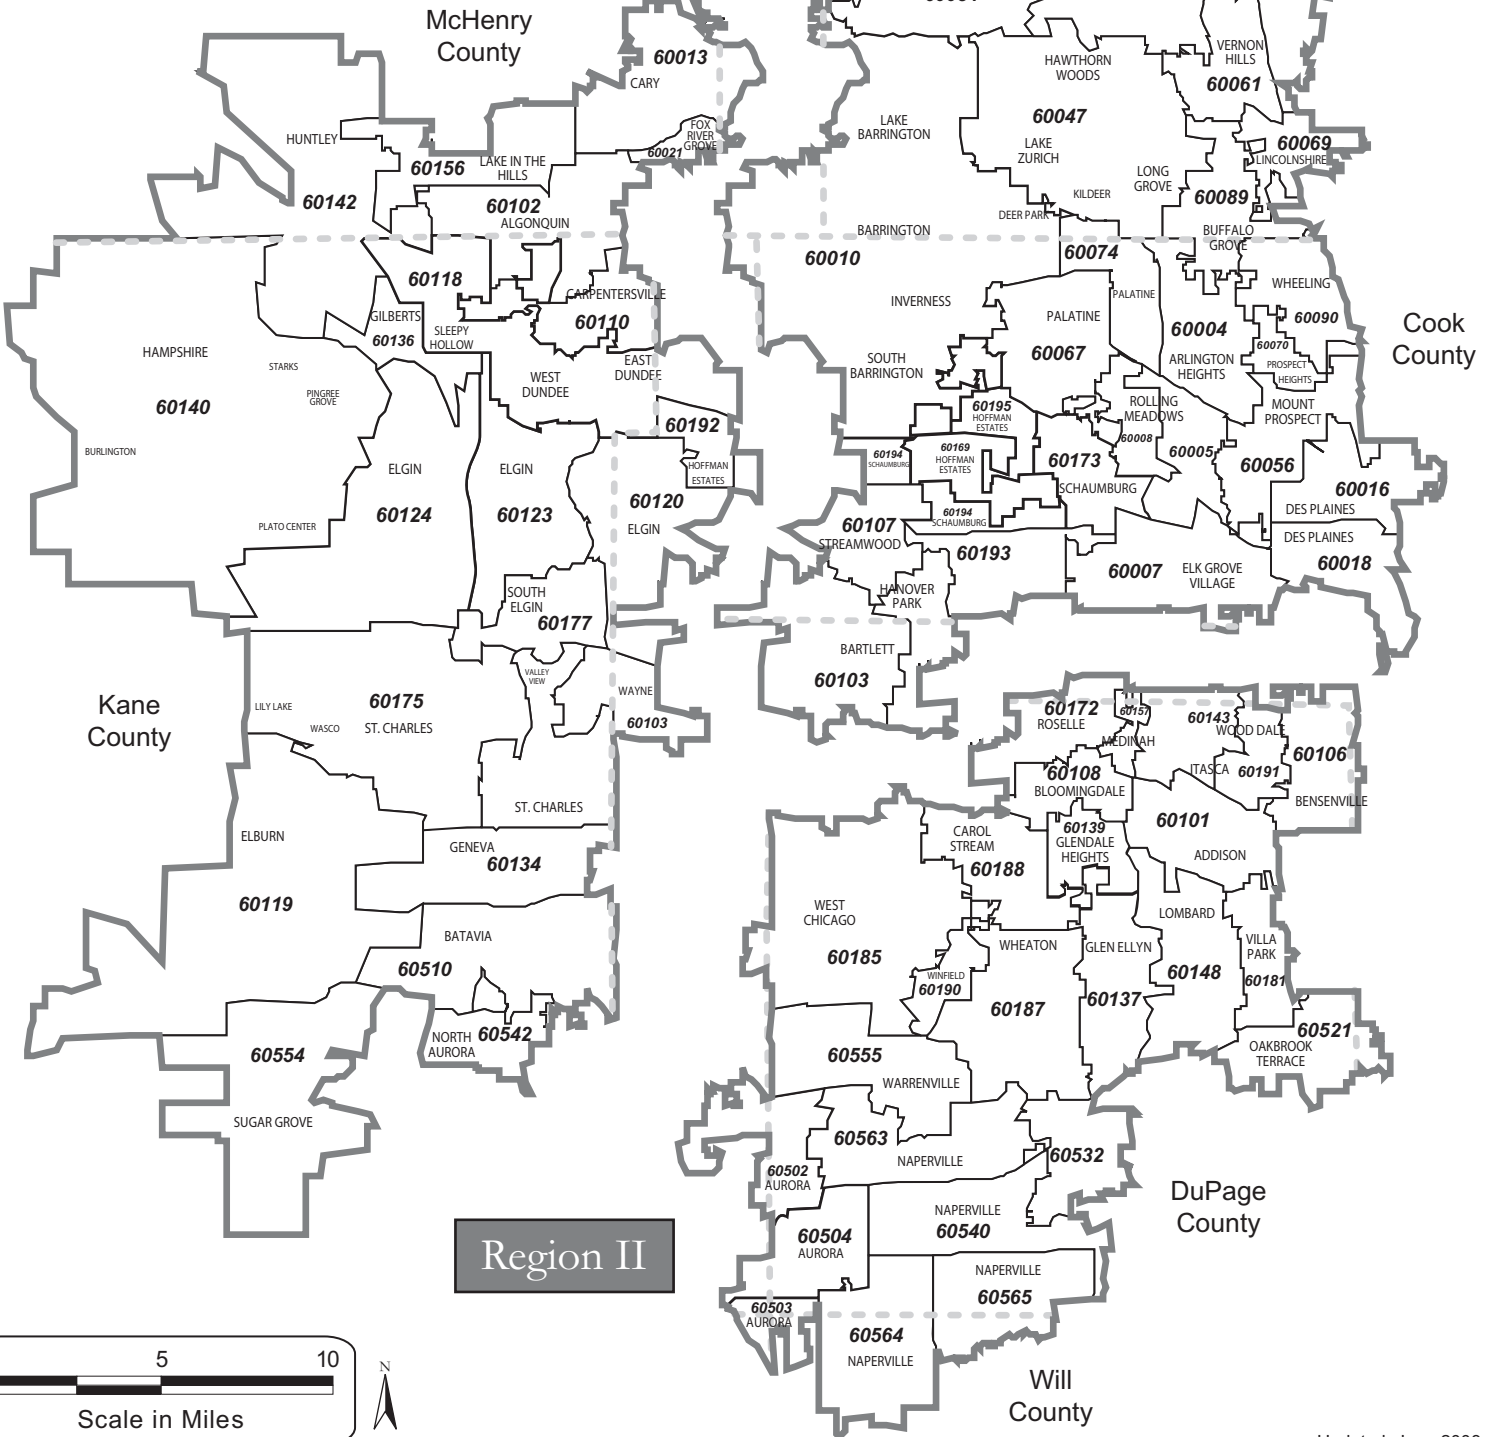 McHenry
County
60013
CARY
FOX
RIVER
GROVE
60021
HUNTLEY
60156
LAKE IN THE
HILLS
60142
60102
ALGONQUIN
60118
CARPENTERSVILLE
GILBERTS
60136
SLEEPY
HOLLOW
60110
EAST
DUNDEE
WEST
DUNDEE
HAMPSHIRE
STARKS
PINGREE
GROVE
60140
BURLINGTON
60192
HOFFMAN
ESTATES
ELGIN
ELGIN
60124
60123
60120
ELGIN
PLATO CENTER
SOUTH
ELGIN
60177
VALLEY
VIEW
WAYNE
60103
Kane
County
LILY LAKE
WASCO
60175
ST. CHARLES
ST. CHARLES
ELBURN
GENEVA
60134
60119
BATAVIA
60510
NORTH
AURORA
60542
60554
SUGAR GROVE
Region II
5
10
Scale in Miles
N
VERNON
HILLS
60061
HAWTHORN
WOODS
60047
LAKE
BARRINGTON
LAKE
ZURICH
60069
LINCOLNSHIRE
LONG
GROVE
60089
KILDEER
DEER PARK
BARRINGTON
60010
BUFFALO
GROVE
60074
INVERNESS
PALATINE
PALATINE
WHEELING
60090
60004
60070
PROSPECT
HEIGHTS
Cook
County
60067
SOUTH
BARRINGTON
ARLINGTON
HEIGHTS
60195
HOFFMAN
ESTATES
ROLLING
MEADOWS
60008
MOUNT
PROSPECT
60194
SCHAUMBURG
60169
HOFFMAN
ESTATES
60173
SCHAUMBURG
60005
60056
60016
DES PLAINES
60194
SCHAUMBURG
60107
STREAMWOOD
60193
DES PLAINES
60018
60007
ELK GROVE
VILLAGE
HANOVER
PARK
BARTLETT
60103
60172
ROSELLE
60157
MEDINAH
60143
WOOD DALE
60106
ITASCA
60191
BENSENVILLE
60108
BLOOMINGDALE
60101
ADDISON
CAROL
STREAM
60188
60139
GLENDALE
HEIGHTS
WEST
CHICAGO
60185
LOMBARD
WHEATON
GLEN ELLYN
VILLA
PARK
60181
WINFIELD
60190
60148
60187
60137
60521
OAKBROOK
TERRACE
60555
WARRENVILLE
60563
NAPERVILLE
60532
60502
AURORA
DuPage
County
60504
AURORA
NAPERVILLE
60540
NAPERVILLE
60565
60503
AURORA
60564
NAPERVILLE
Will
County